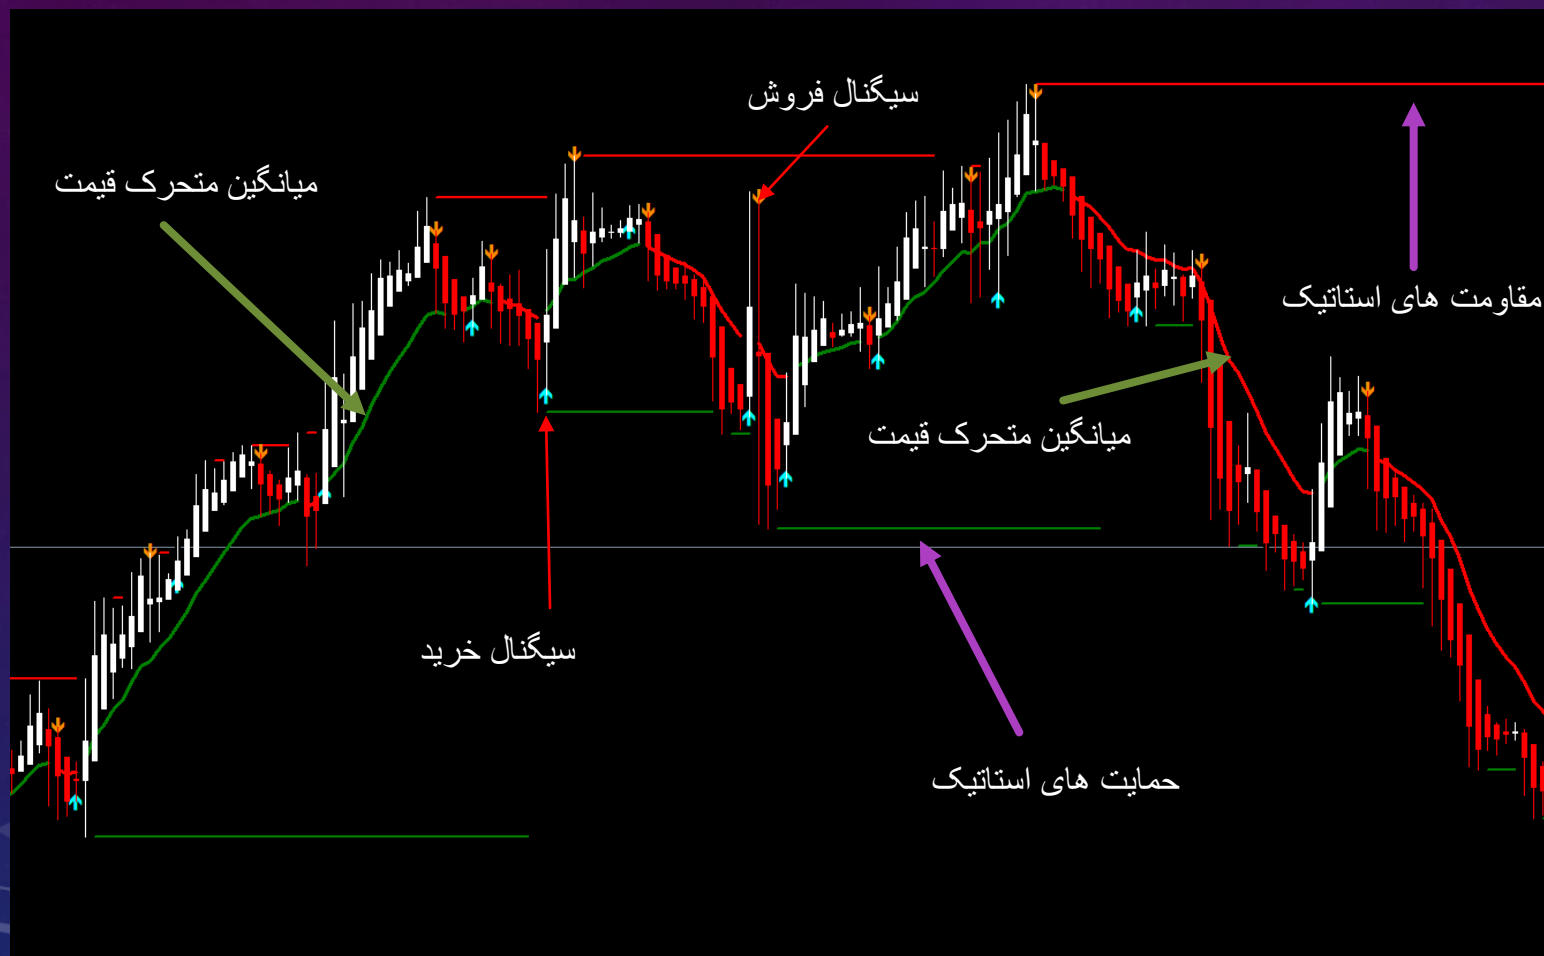 سیگنال فروش
میانگین متحرک قیمت
مقاومت های استاتیک
میانگین متحرک قیمت
سیگنال خرید
حمایت های استاتیک